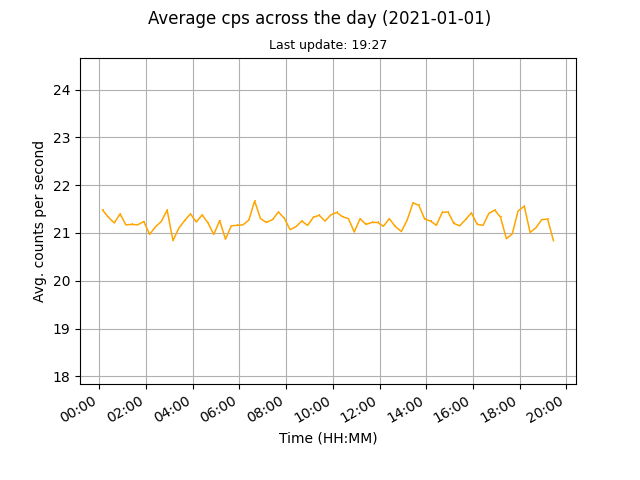 Average cps across the day (2021-01-01)
Last update: 19:27
24
23
22
21
20
19
18
Avg. counts per second
00:00 02:00 04:00 06:00 08:00 10:00 12:00 14:00 16:00 18:00 20:00
Time (HH:MM)